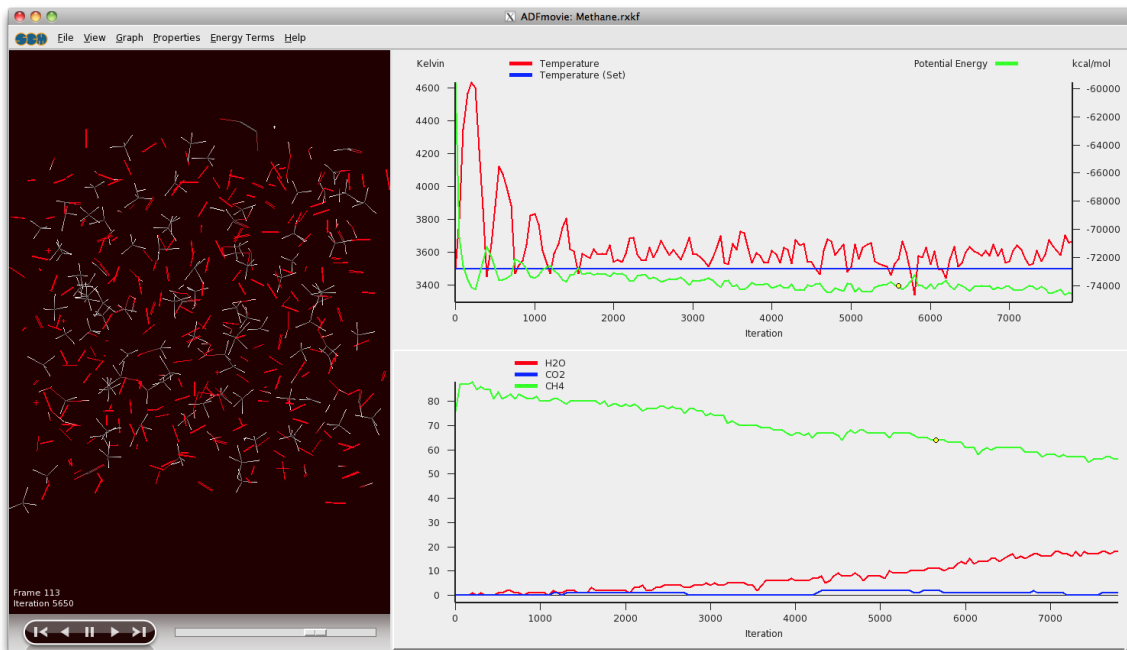 ADFmovie: Methane.rxkf
SCM File View Graph Properties Energy Terms Help
Kelvin Temperature Potential Energy kcal/mol
Temperature (Set)
4600
4400
4200
4000
3800
3600
3400
-60000
-62000
-64000
-66000
-68000
-70000
-72000
-74000
0 1000 2000 3000 4000 5000 6000 7000
Iteration
H2O
CO2
CH4
80
70
60
50
40
30
20
10
0
0 1000 2000 3000 4000 5000 6000 7000
Iteration
Frame 113
Iteration 5650